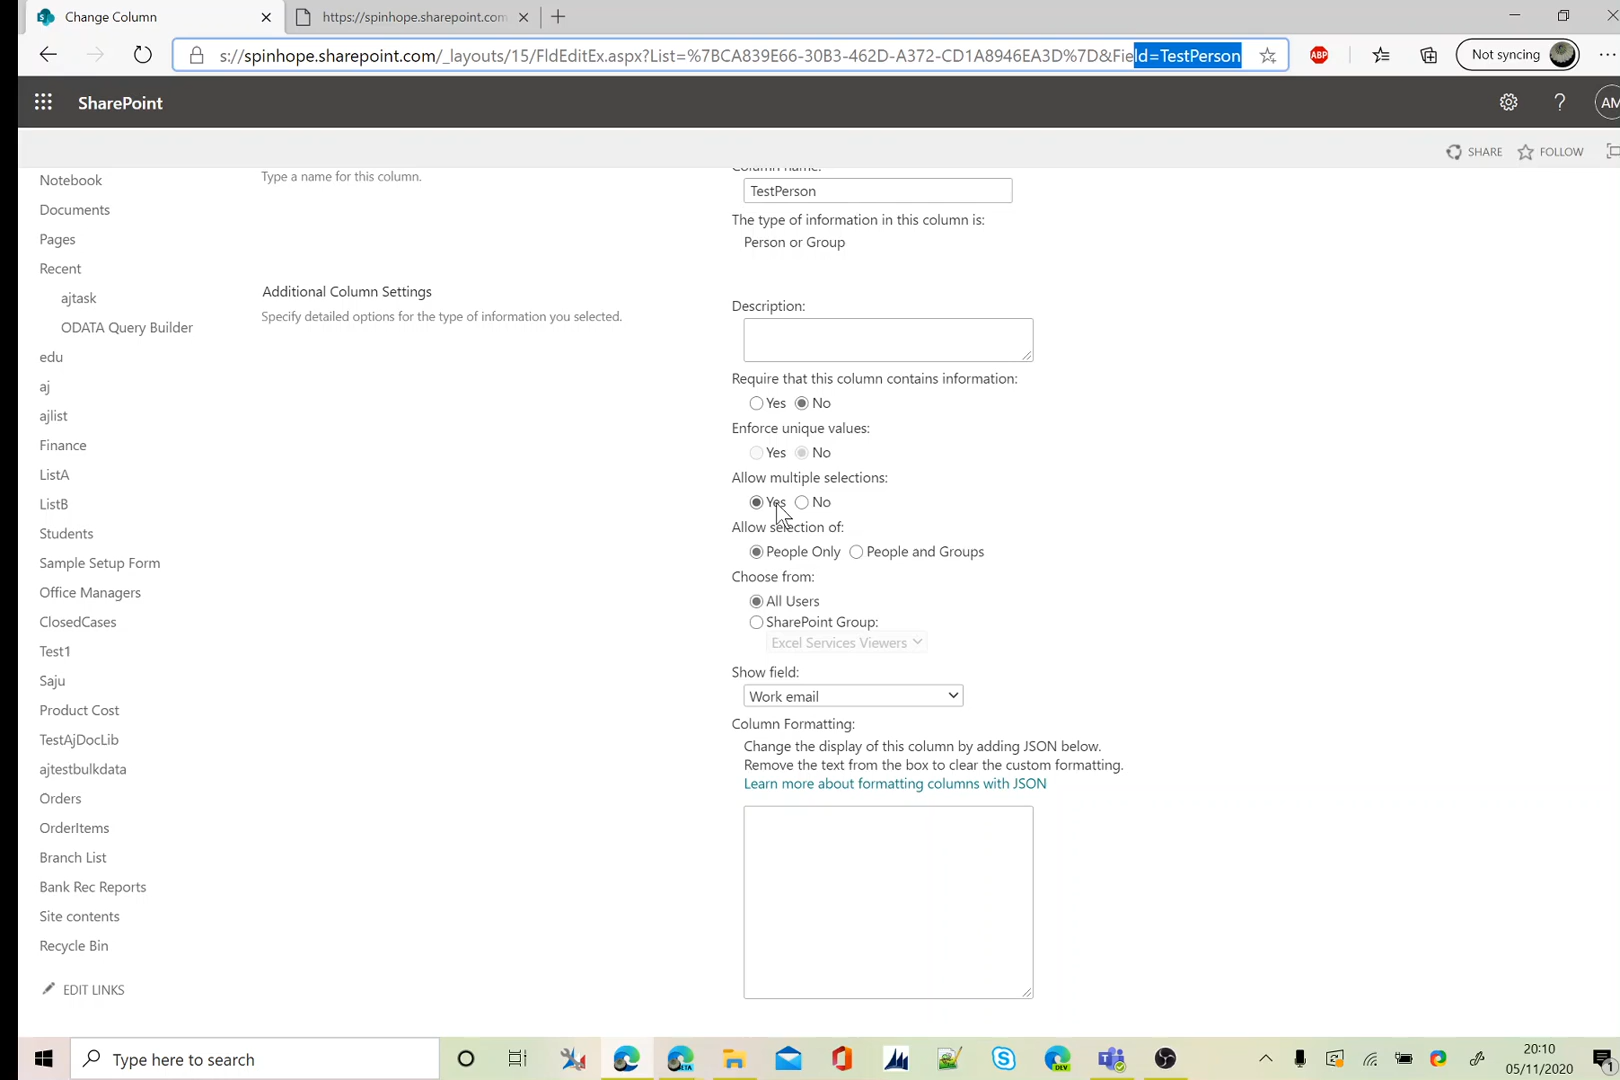 Change Column
https://spinhope.sharepoint.com
s://spinhope.sharepoint.com/_layouts/15/FldEditEx.aspx?List=%7BCA839E66-30B3-462D-A372-CD1A8946EA3D%7D&Field=TestPerson
ABP
Not syncing
SharePoint
?
AM
SHARE
FOLLOW
Notebook
Documents
Pages
Recent
ajtask
ODATA Query Builder
edu
aj
ajlist
Finance
ListA
ListB
Students
Sample Setup Form
Office Managers
ClosedCases
Test1
Saju
Product Cost
TestAjDocLib
ajtestbulkdata
Orders
OrderItems
Branch List
Bank Rec Reports
Site contents
Recycle Bin
EDIT LINKS
Type a name for this column.
Additional Column Settings
Specify detailed options for the type of information you selected.
Column name:
TestPerson
The type of information in this column is:
Person or Group
Description:
Require that this column contains information:
Yes No
Enforce unique values:
Yes No
Allow multiple selections:
Yes No
Allow selection of:
People Only People and Groups
Choose from:
All Users
SharePoint Group:
Excel Services Viewers
Show field:
Work email
Column Formatting:
Change the display of this column by adding JSON below.
Remove the text from the box to clear the custom formatting.
Learn more about formatting columns with JSON
Type here to search
BETA
DEV
20:10
05/11/2020
1